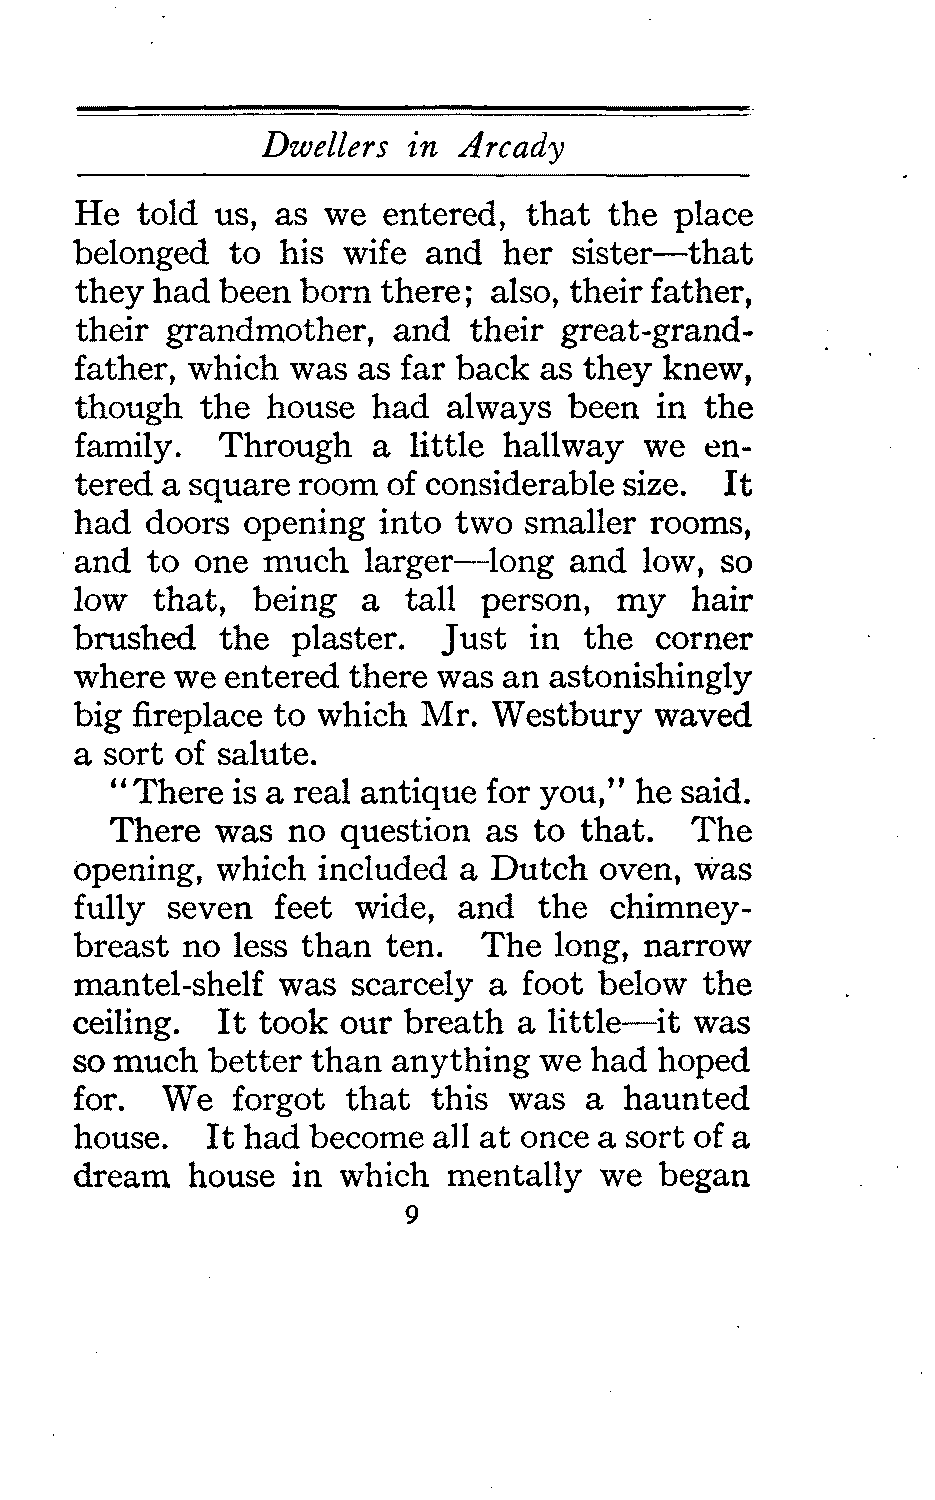 Dwellers in Arcady
He told us, as we entered, that the place
belonged to his wife and her sister—that
they had been born there; also, their father,
their grandmother, and their great-grand-
father, which was as far back as they knew,
though the house had always been in the
family. Through a little hallway we en-
tered a square room of considerable size. It
had doors opening into two smaller rooms,
and to one much larger—long and low, so
low that, being a tall person, my hair
brushed the plaster. Just in the corner
where we entered there was an astonishingly
big fireplace to which Mr. Westbury waved
a sort of salute.
“There is a real antique for you,” he said.
There was no question as to that. The
opening, which included a Dutch oven, was
fully seven feet wide, and the chimney-
breast no less than ten. The long, narrow
mantel-shelf was scarcely a foot below the
ceiling. It took our breath a little—it was
so much better than anything we had hoped
for. We forgot that this was a haunted
house. It had become all at once a sort of a
dream house in which mentally we began
9